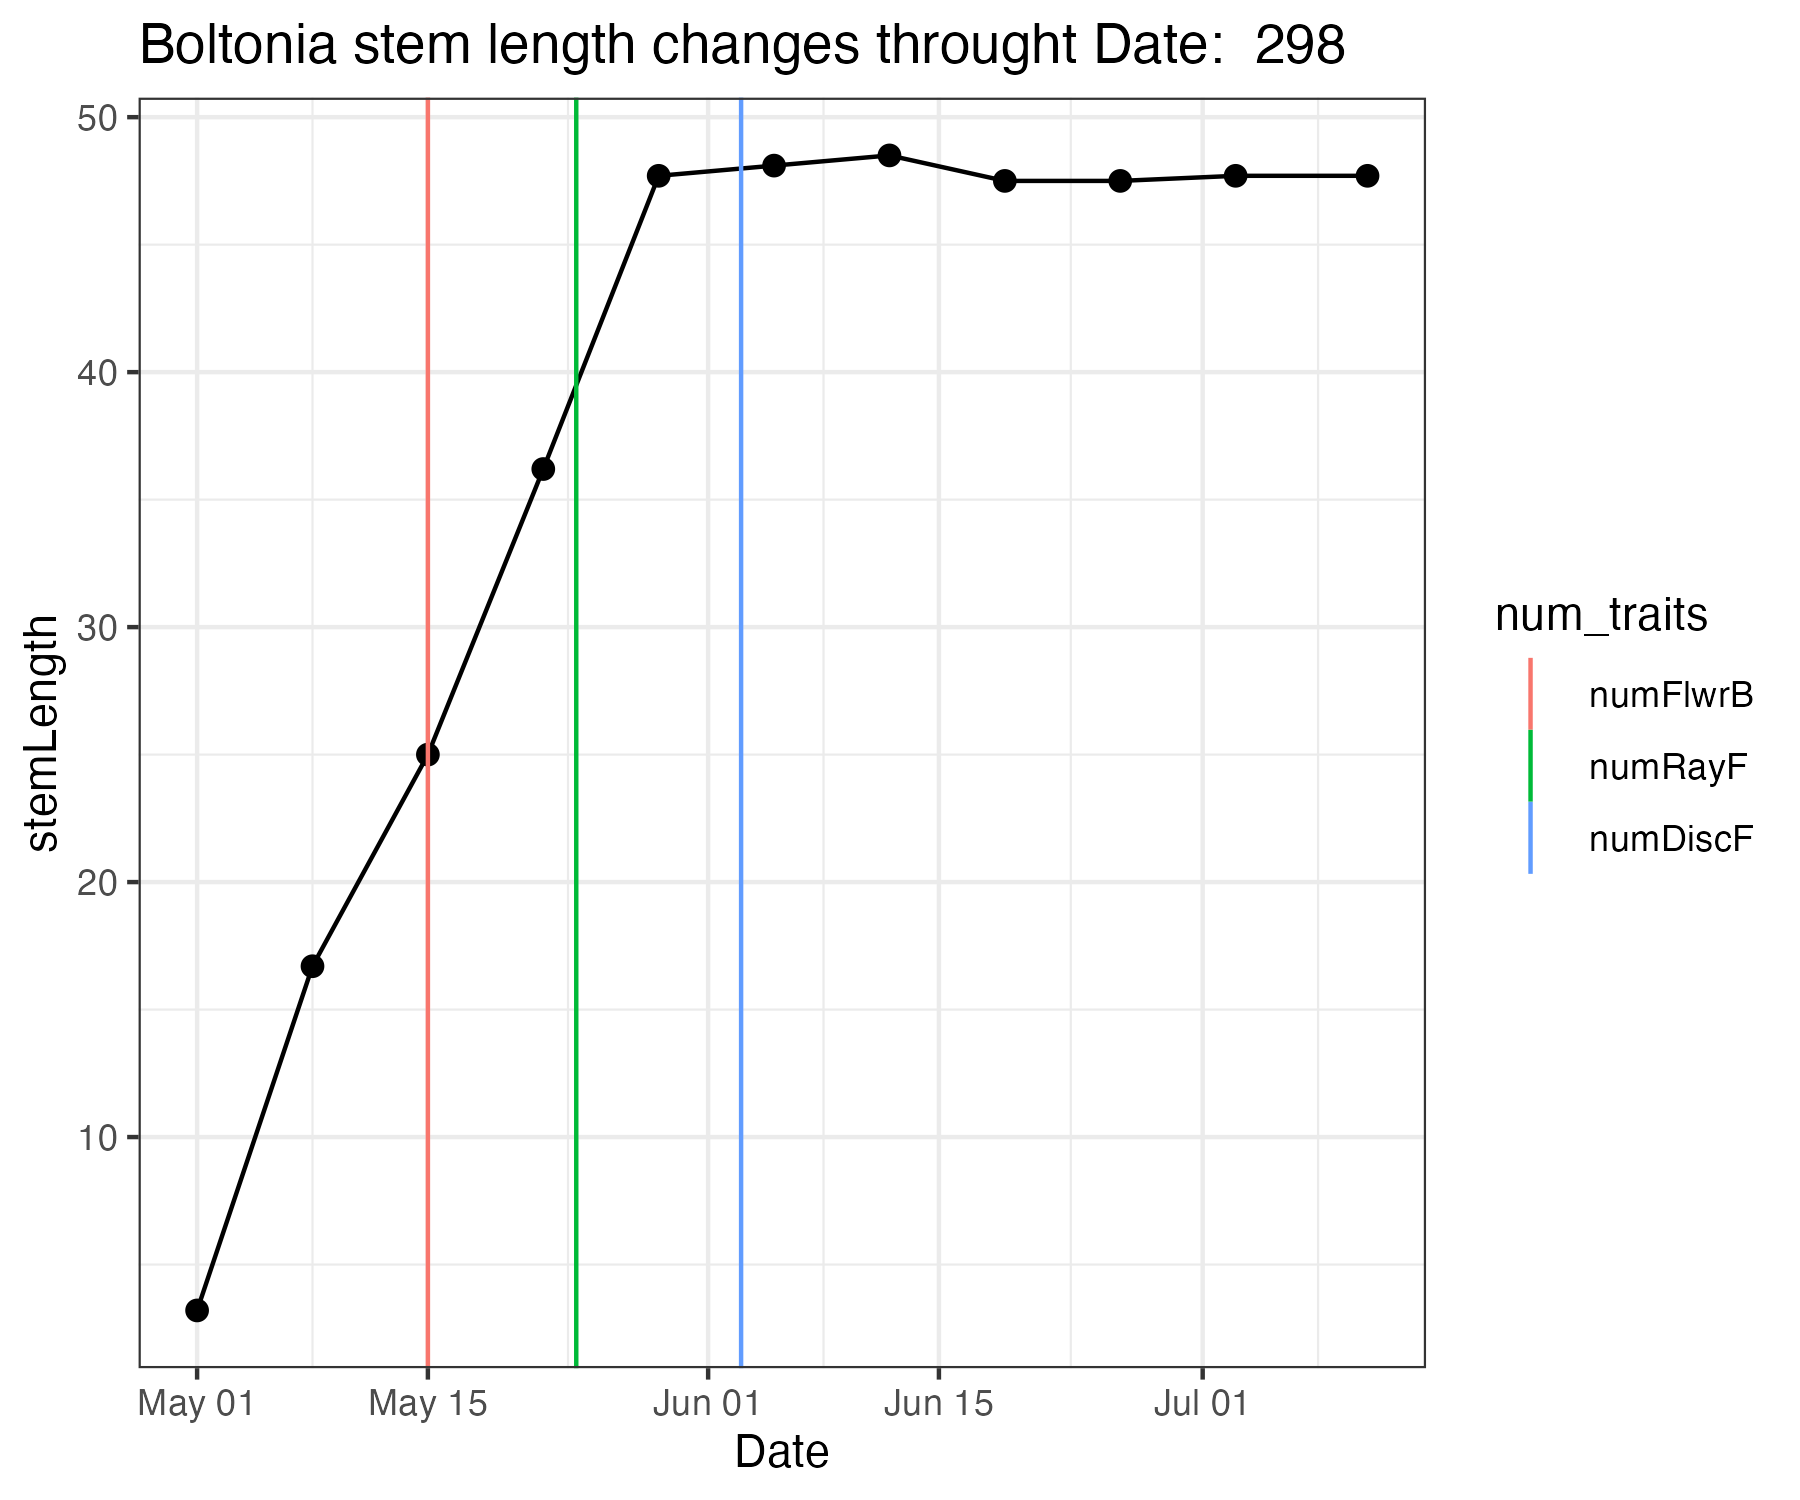 Boltonia stem length changes throught Date:  298
50
40
30
20
10
stemLength
May 01
May 15
Jun 01
Jun 15
Jul 01
Date
num_traits
numFlwrB
numRayF
numDiscF